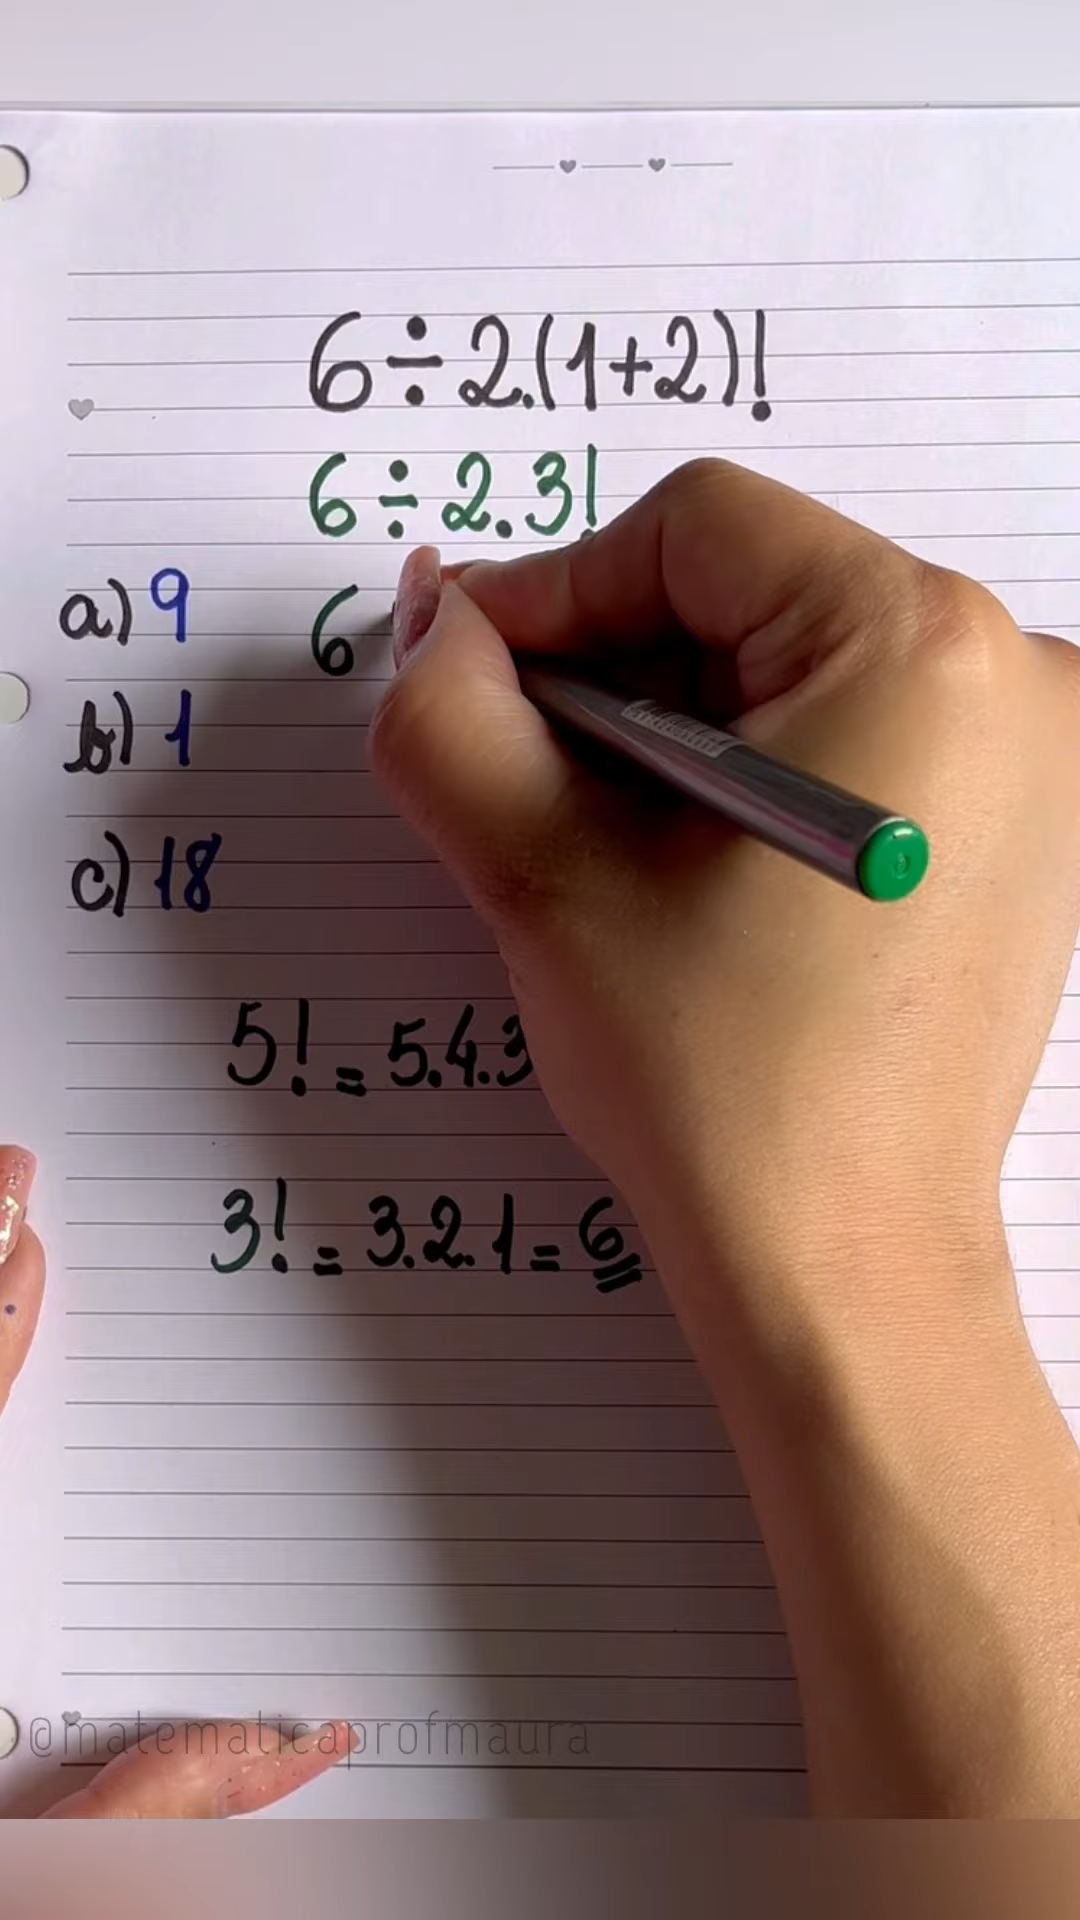 6÷2.(1+2)!
6÷2.3!
6
a) 9
b) 1
c) 18
5! = 5.4.3
3! = 3.2.1 = 6
@matematicaprofmaura